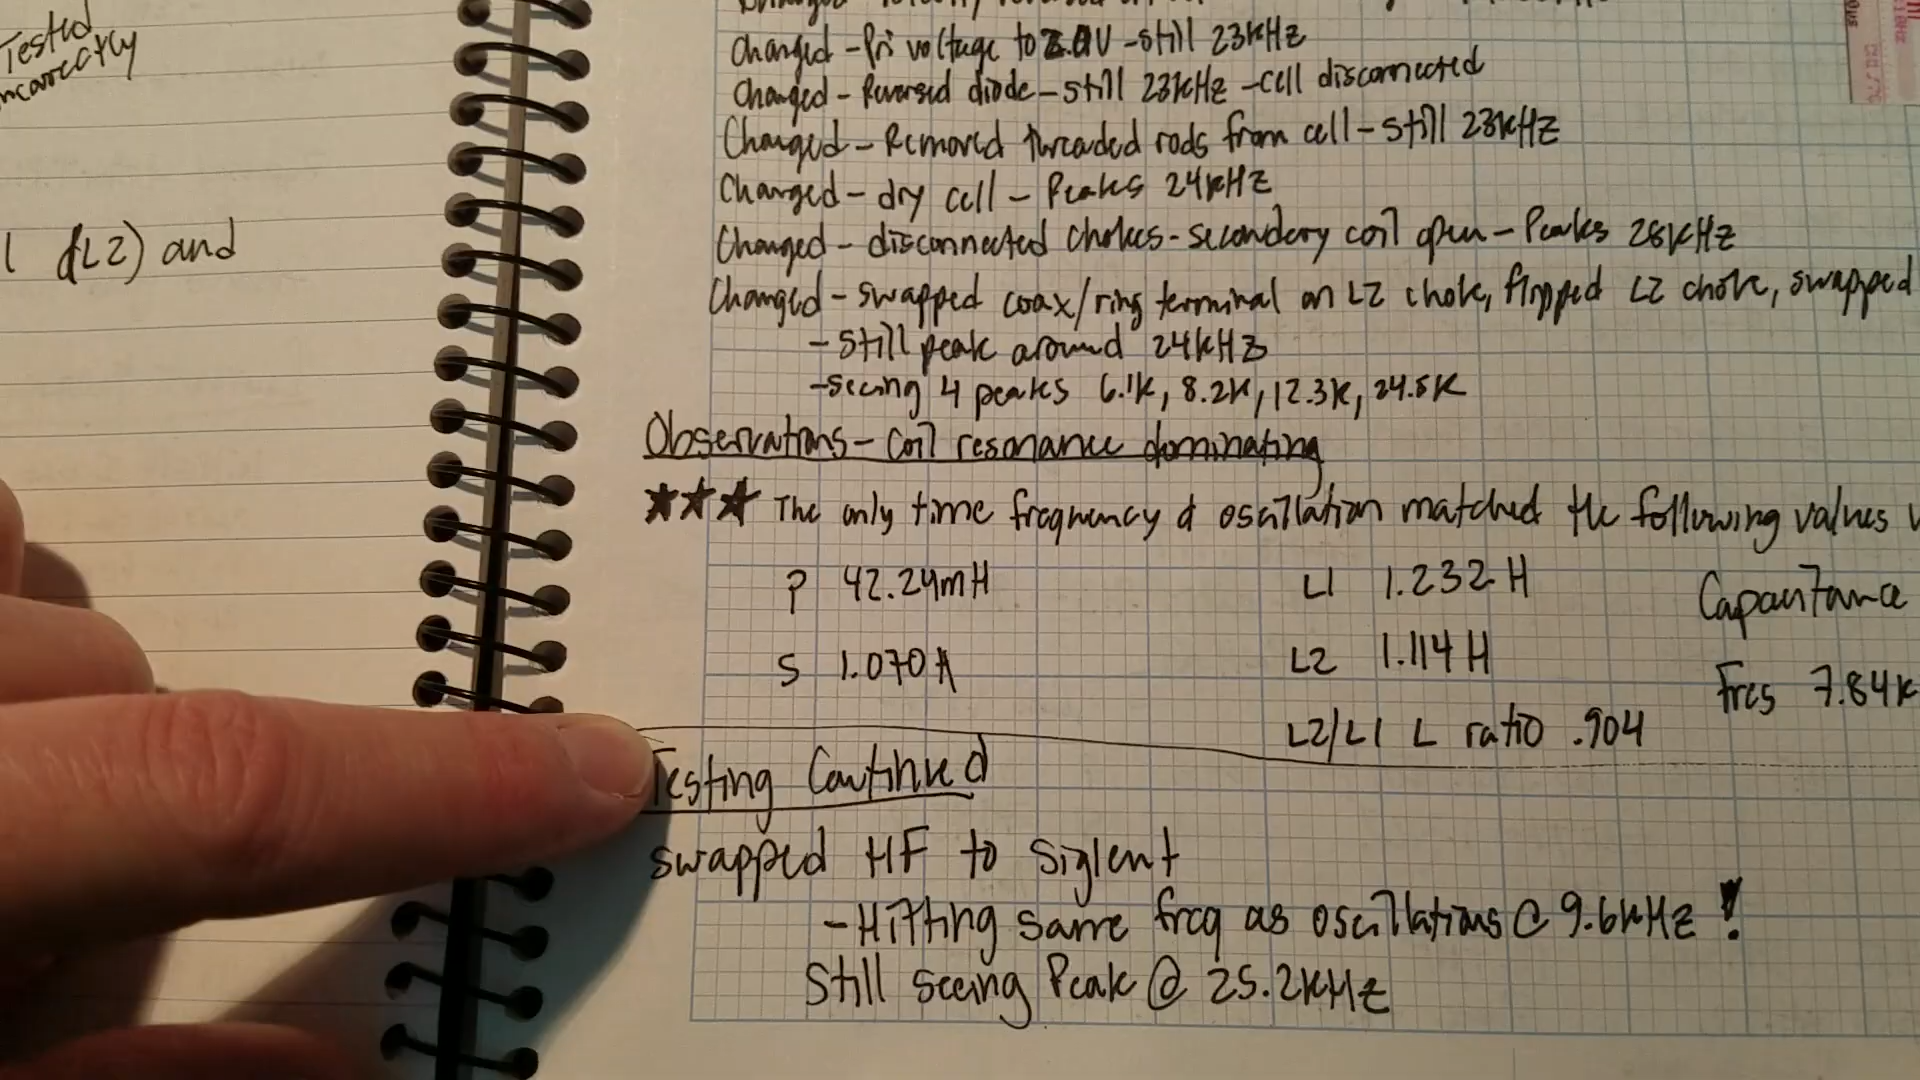 Tested
incorrectly
(L2) and
Changed - Pri voltage to 2.0V - still 23kHz
Changed - Reversed diode - still 23kHz - cell disconnected
Changed - Removed threaded rods from cell - still 23kHz
Changed - dry cell - Peaks 24kHz
Changed - disconnected chokes - secondary coil open - Peaks 28kHz
Changed - swapped coax/ring terminal on L2 choke, flipped L2 choke, swapped
- still peak around 24kHz
- seeing 4 peaks 6.1k, 8.2k, 12.3k, 24.5k
Observations - Coil resonance dominating
★★★ The only time frequency & oscillation matched the following values
P 42.24mH L1 1.232 H Capacitance
S 1.070 H L2 1.114 H Fres 7.84k
L2/L1 L ratio .904
Testing Continued
swapped HF to Siglent
- Hitting same freq as oscillations @ 9.6kHz !
Still seeing Peak @ 25.2kHz